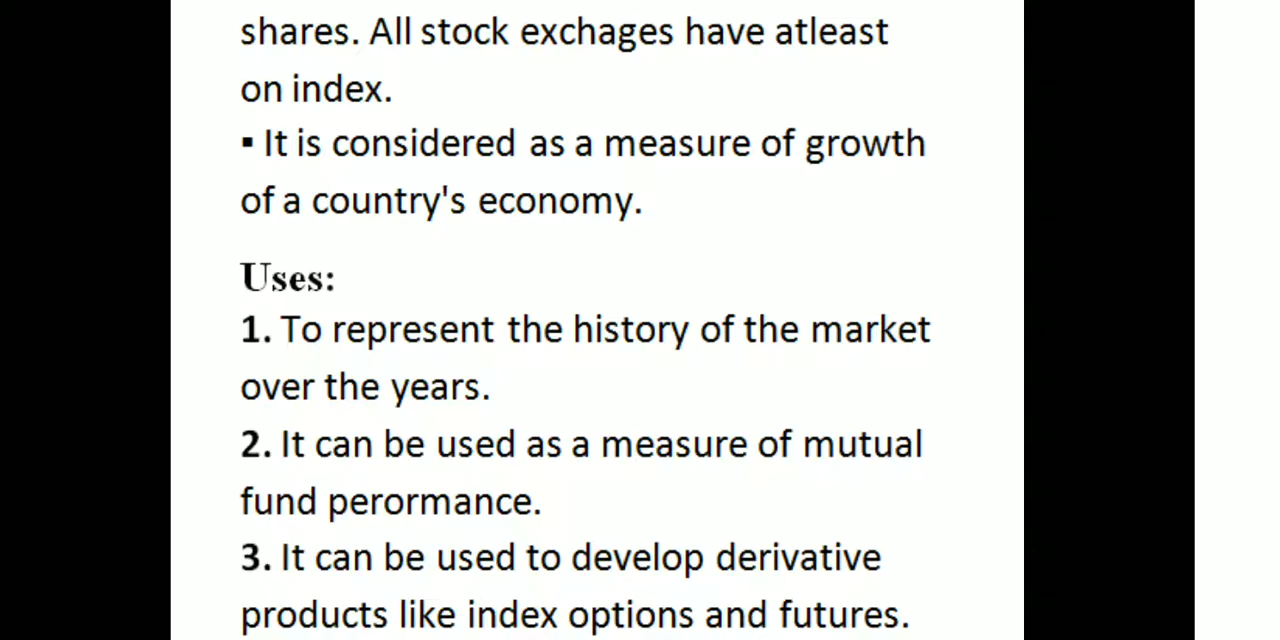 shares. All stock exchages have atleast
on index.
▪ It is considered as a measure of growth
of a country's economy.
Uses:
1. To represent the history of the market
over the years.
2. It can be used as a measure of mutual
fund perormance.
3. It can be used to develop derivative
products like index options and futures.